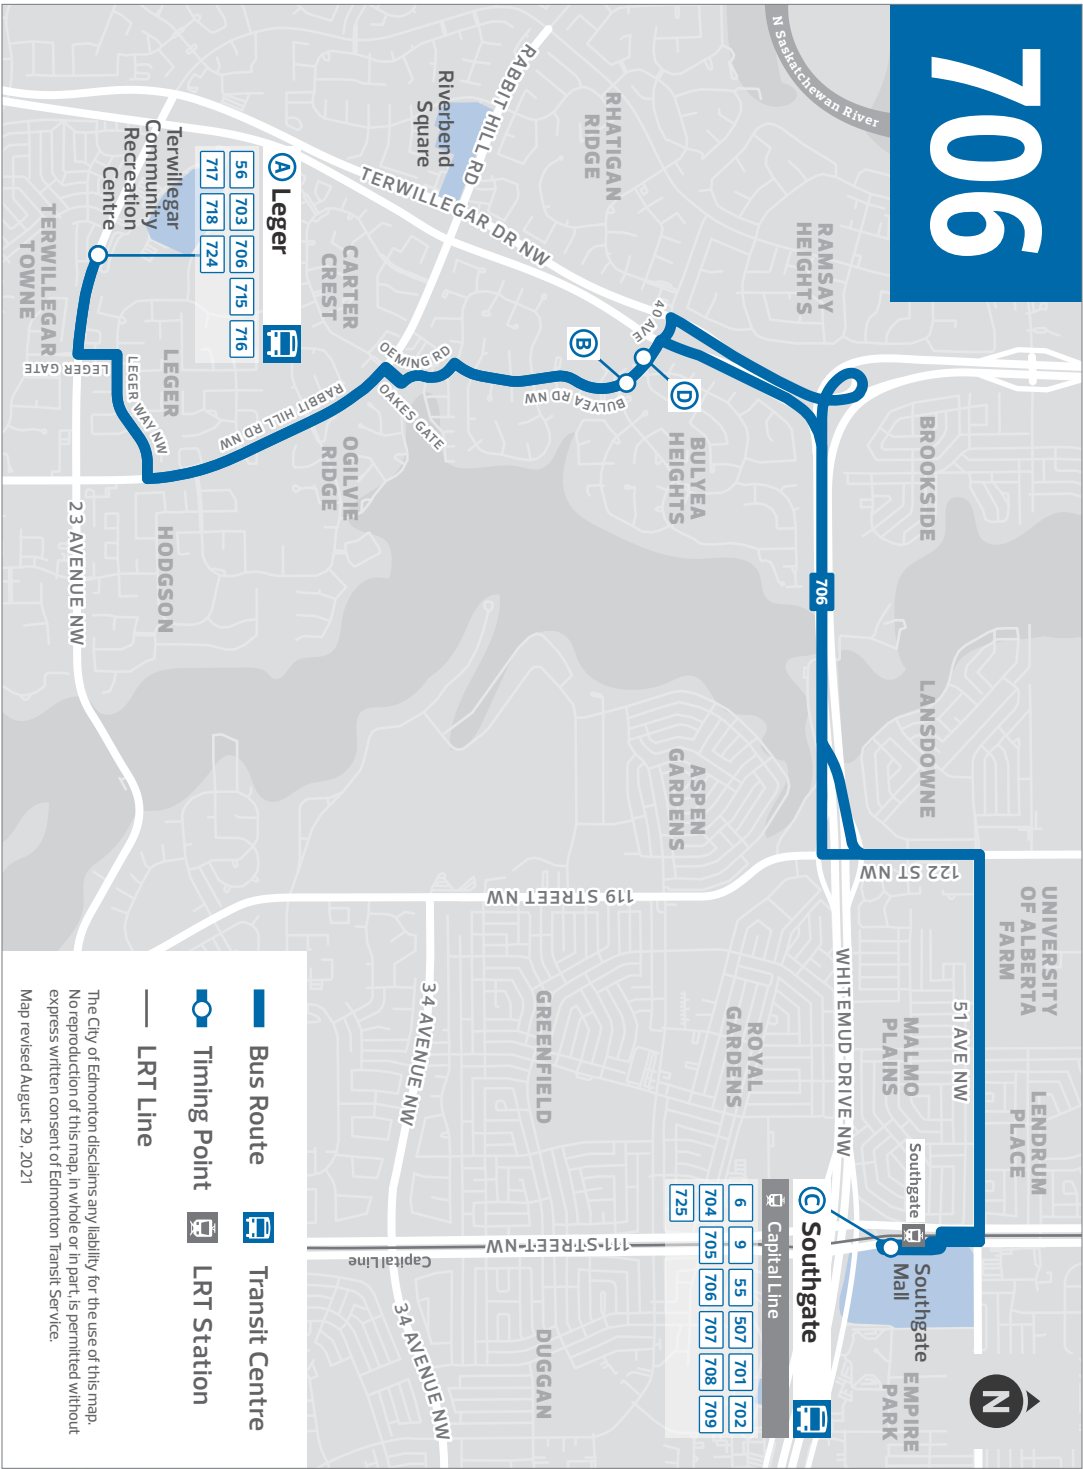 706
N Saskatchewan River
RABBIT HILL RD
Riverbend
Square
RHATIGAN
RIDGE
TERWILLEGAR DR NW
RAMSAY
HEIGHTS
A Leger
56 703 706 715 716
717 718 724
Terwillegar
Community
Recreation
Centre
TERWILLEGAR
TOWNE
CARTER
CREST
40 AVE
B
D
OEMING RD
OAKES GATE
BULYEA RD NW
LEGER GATE
LEGER WAY NW
LEGER
RABBIT HILL RD NW
OGILVIE
RIDGE
BULYEA
HEIGHTS
BROOKSIDE
23 AVENUE NW
HODGSON
706
LANSDOWNE
ASPEN
GARDENS
122 ST NW
119 STREET NW
UNIVERSITY
OF ALBERTA
FARM
WHITEMUD DRIVE NW
51 AVE NW
MALMO
PLAINS
LENDRUM
PLACE
34 AVENUE NW
GREENFIELD
ROYAL
GARDENS
Southgate
Southgate
Mall
C Southgate
Capital Line
6 9 55 507 701 702
704 705 706 707 708 709
725
111 STREET NW
Capital Line
34 AVENUE NW
DUGGAN
EMPIRE
PARK
N
Bus Route
Transit Centre
Timing Point
LRT Station
LRT Line
The City of Edmonton disclaims any liability for the use of this map.
No reproduction of this map, in whole or in part, is permitted without
express written consent of Edmonton Transit Service.
Map revised August 29, 2021